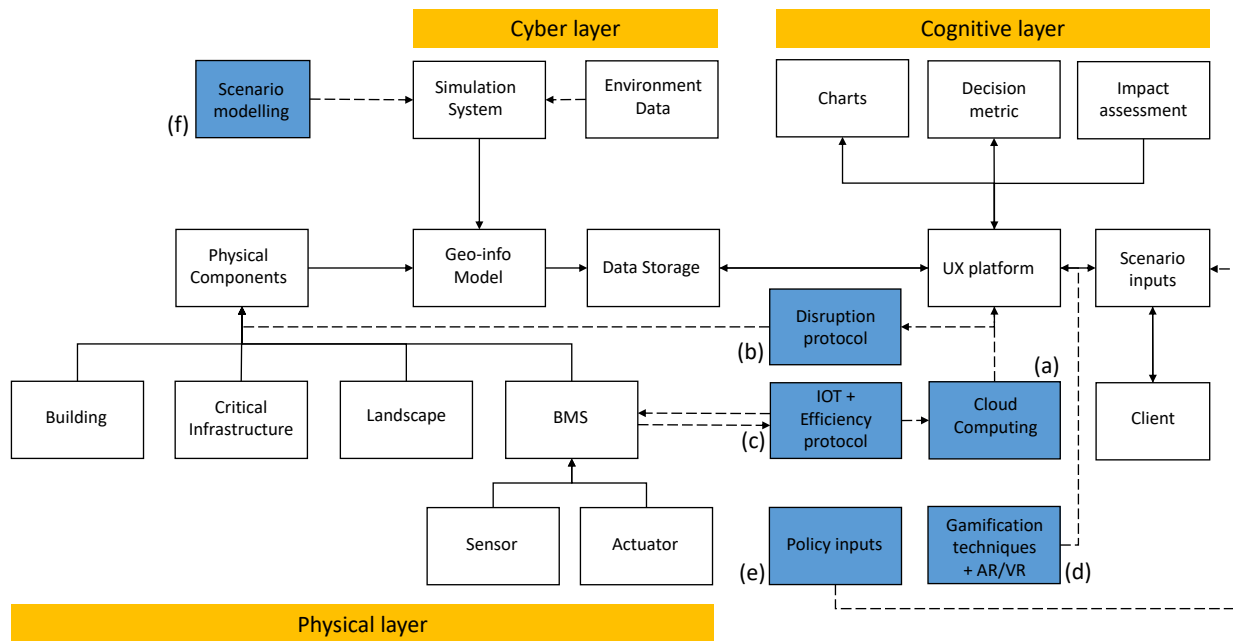 Cyber layer
Cognitive layer
Scenario
modelling
(f)
Simulation
System
Environment
Data
Charts
Decision
metric
Impact
assessment
Physical
Components
Geo-info
Model
Data Storage
UX platform
Scenario
inputs
Disruption
protocol
(b)
(a)
Building
Critical
Infrastructure
Landscape
BMS
IOT +
Efficiency
protocol
(c)
Cloud
Computing
Client
Sensor
Actuator
Policy inputs
(e)
Gamification
techniques
+ AR/VR
(d)
Physical layer